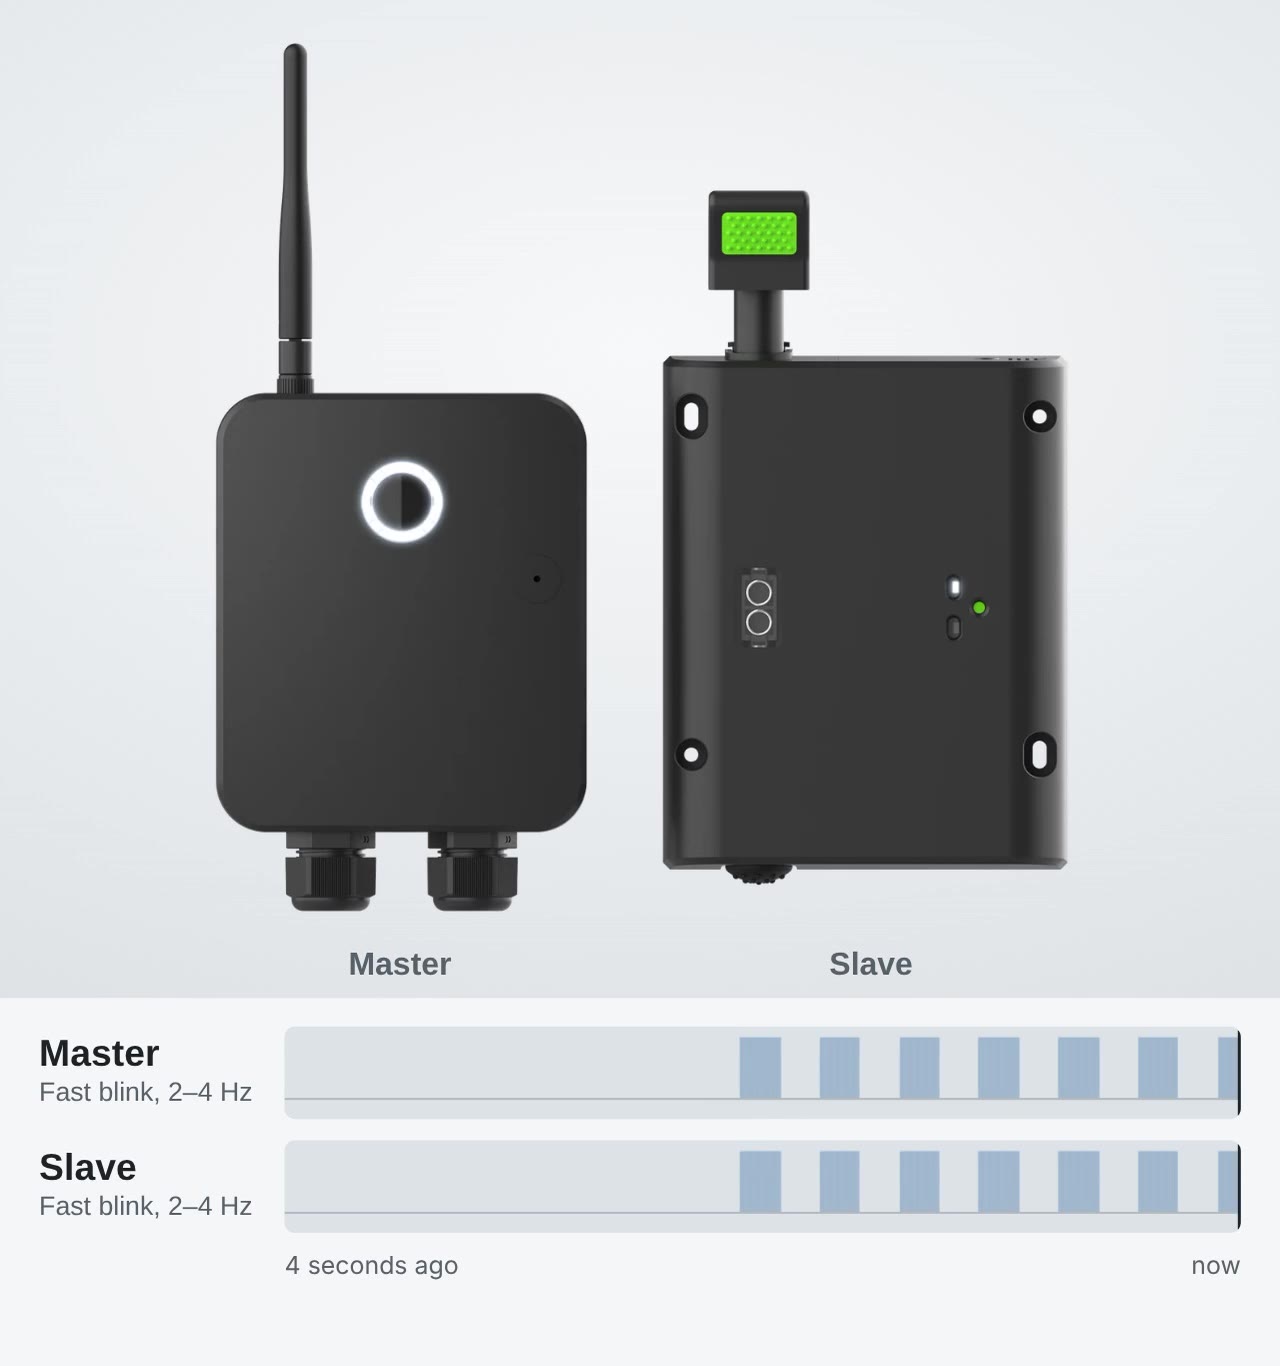 Master
Slave
Master
Fast blink, 2–4 Hz
Slave
Fast blink, 2–4 Hz
4 seconds ago
now